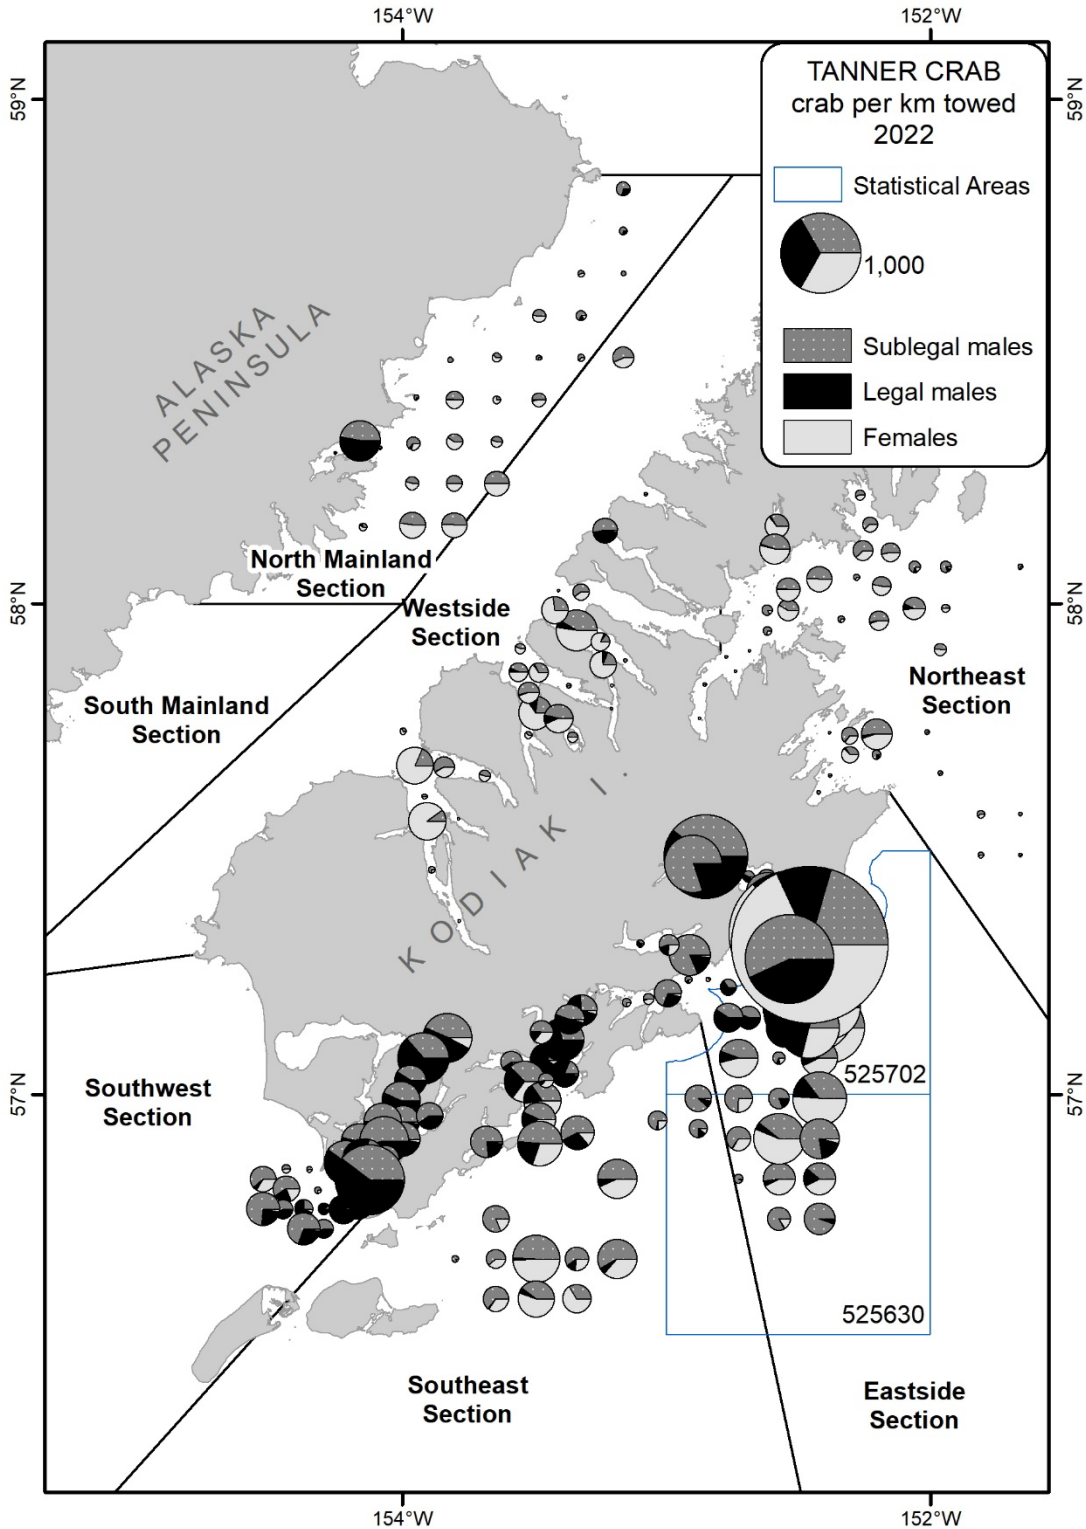 154°W
152°W
59°N
59°N
TANNER CRAB
crab per km towed
2022
Statistical Areas
1,000
Sublegal males
Legal males
Females
ALASKA
PENINSULA
North Mainland
Section
58°N
58°N
Westside
Section
South Mainland
Section
Northeast
Section
KODIAK I.
525702
57°N
57°N
Southwest
Section
525630
Southeast
Section
Eastside
Section
154°W
152°W